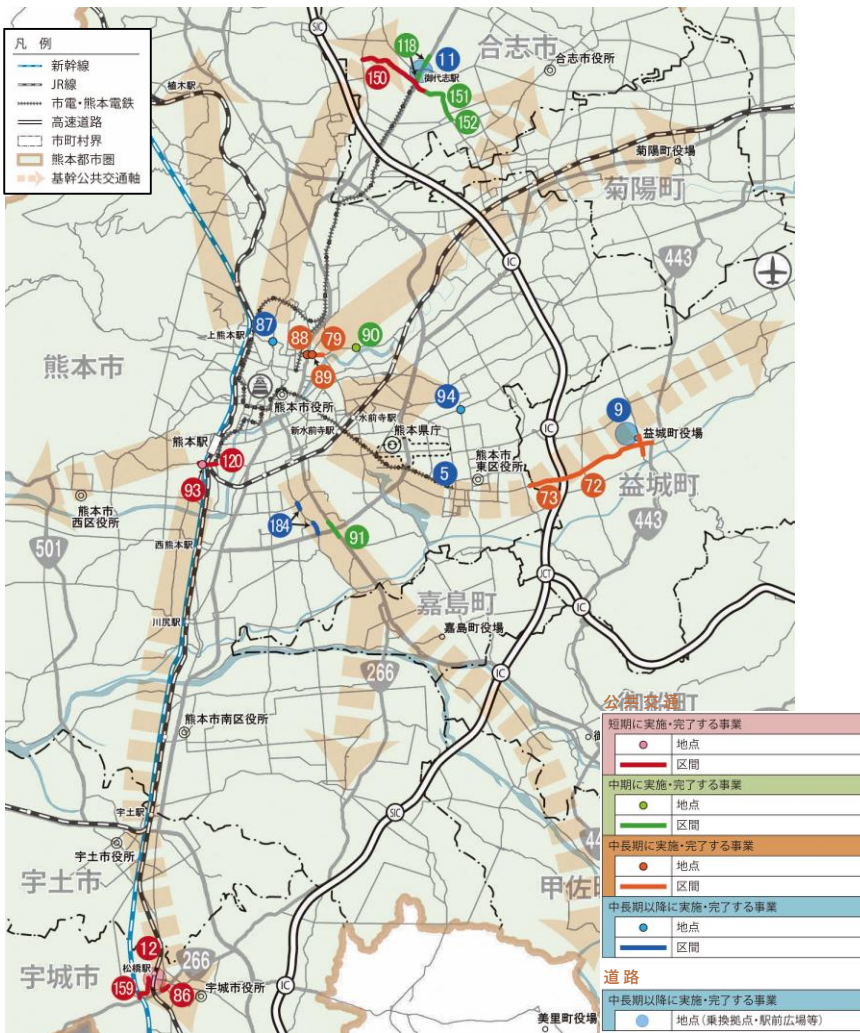 凡 例
新幹線
JR線
市電・熊本電鉄
高速道路
市町村界
熊本都市圏
基幹公共交通軸
SIC
118
11
合志市
合志市役所
150
御代志駅
植木駅
151
152
菊陽町役場
菊陽町
443
IC
上熊本駅
87
88
79
90
89
熊本市
熊本市役所
水前寺駅
94
IC
9
新水前寺駅
熊本県庁
益城町役場
熊本駅
120
熊本市
東区役所
5
93
73
72
益城町
熊本市
西区役所
184
91
443
501
西熊本駅
JCT
IC
嘉島町
川尻駅
嘉島町役場
266
IC
熊本市南区役所
公共交通
短期に実施・完了する事業
地点
区間
中期に実施・完了する事業
地点
区間
中長期に実施・完了する事業
地点
区間
中長期以降に実施・完了する事業
地点
区間
道路
中長期以降に実施・完了する事業
地点(乗換拠点・駅前広場等)
宇土駅
SIC
宇土市役所
宇土市
甲佐
12
266
松橋駅
宇城市
159
86
宇城市役所
IC
美里町役場